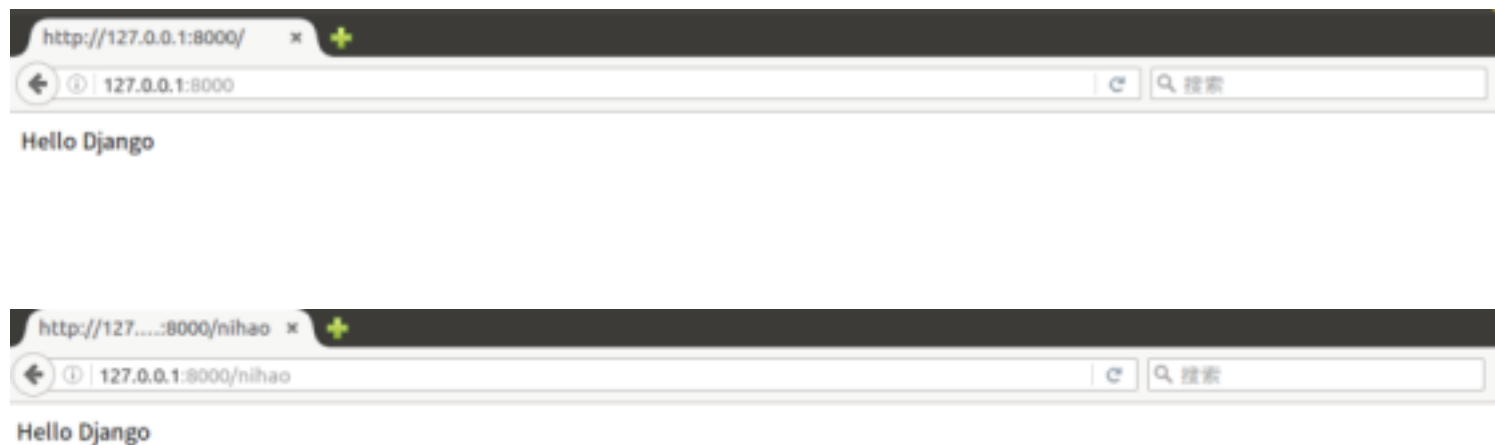 http://127.0.0.1:8000/
127.0.0.1:8000
搜索
Hello Django
http://127....:8000/nihao
127.0.0.1:8000/nihao
搜索
Hello Django